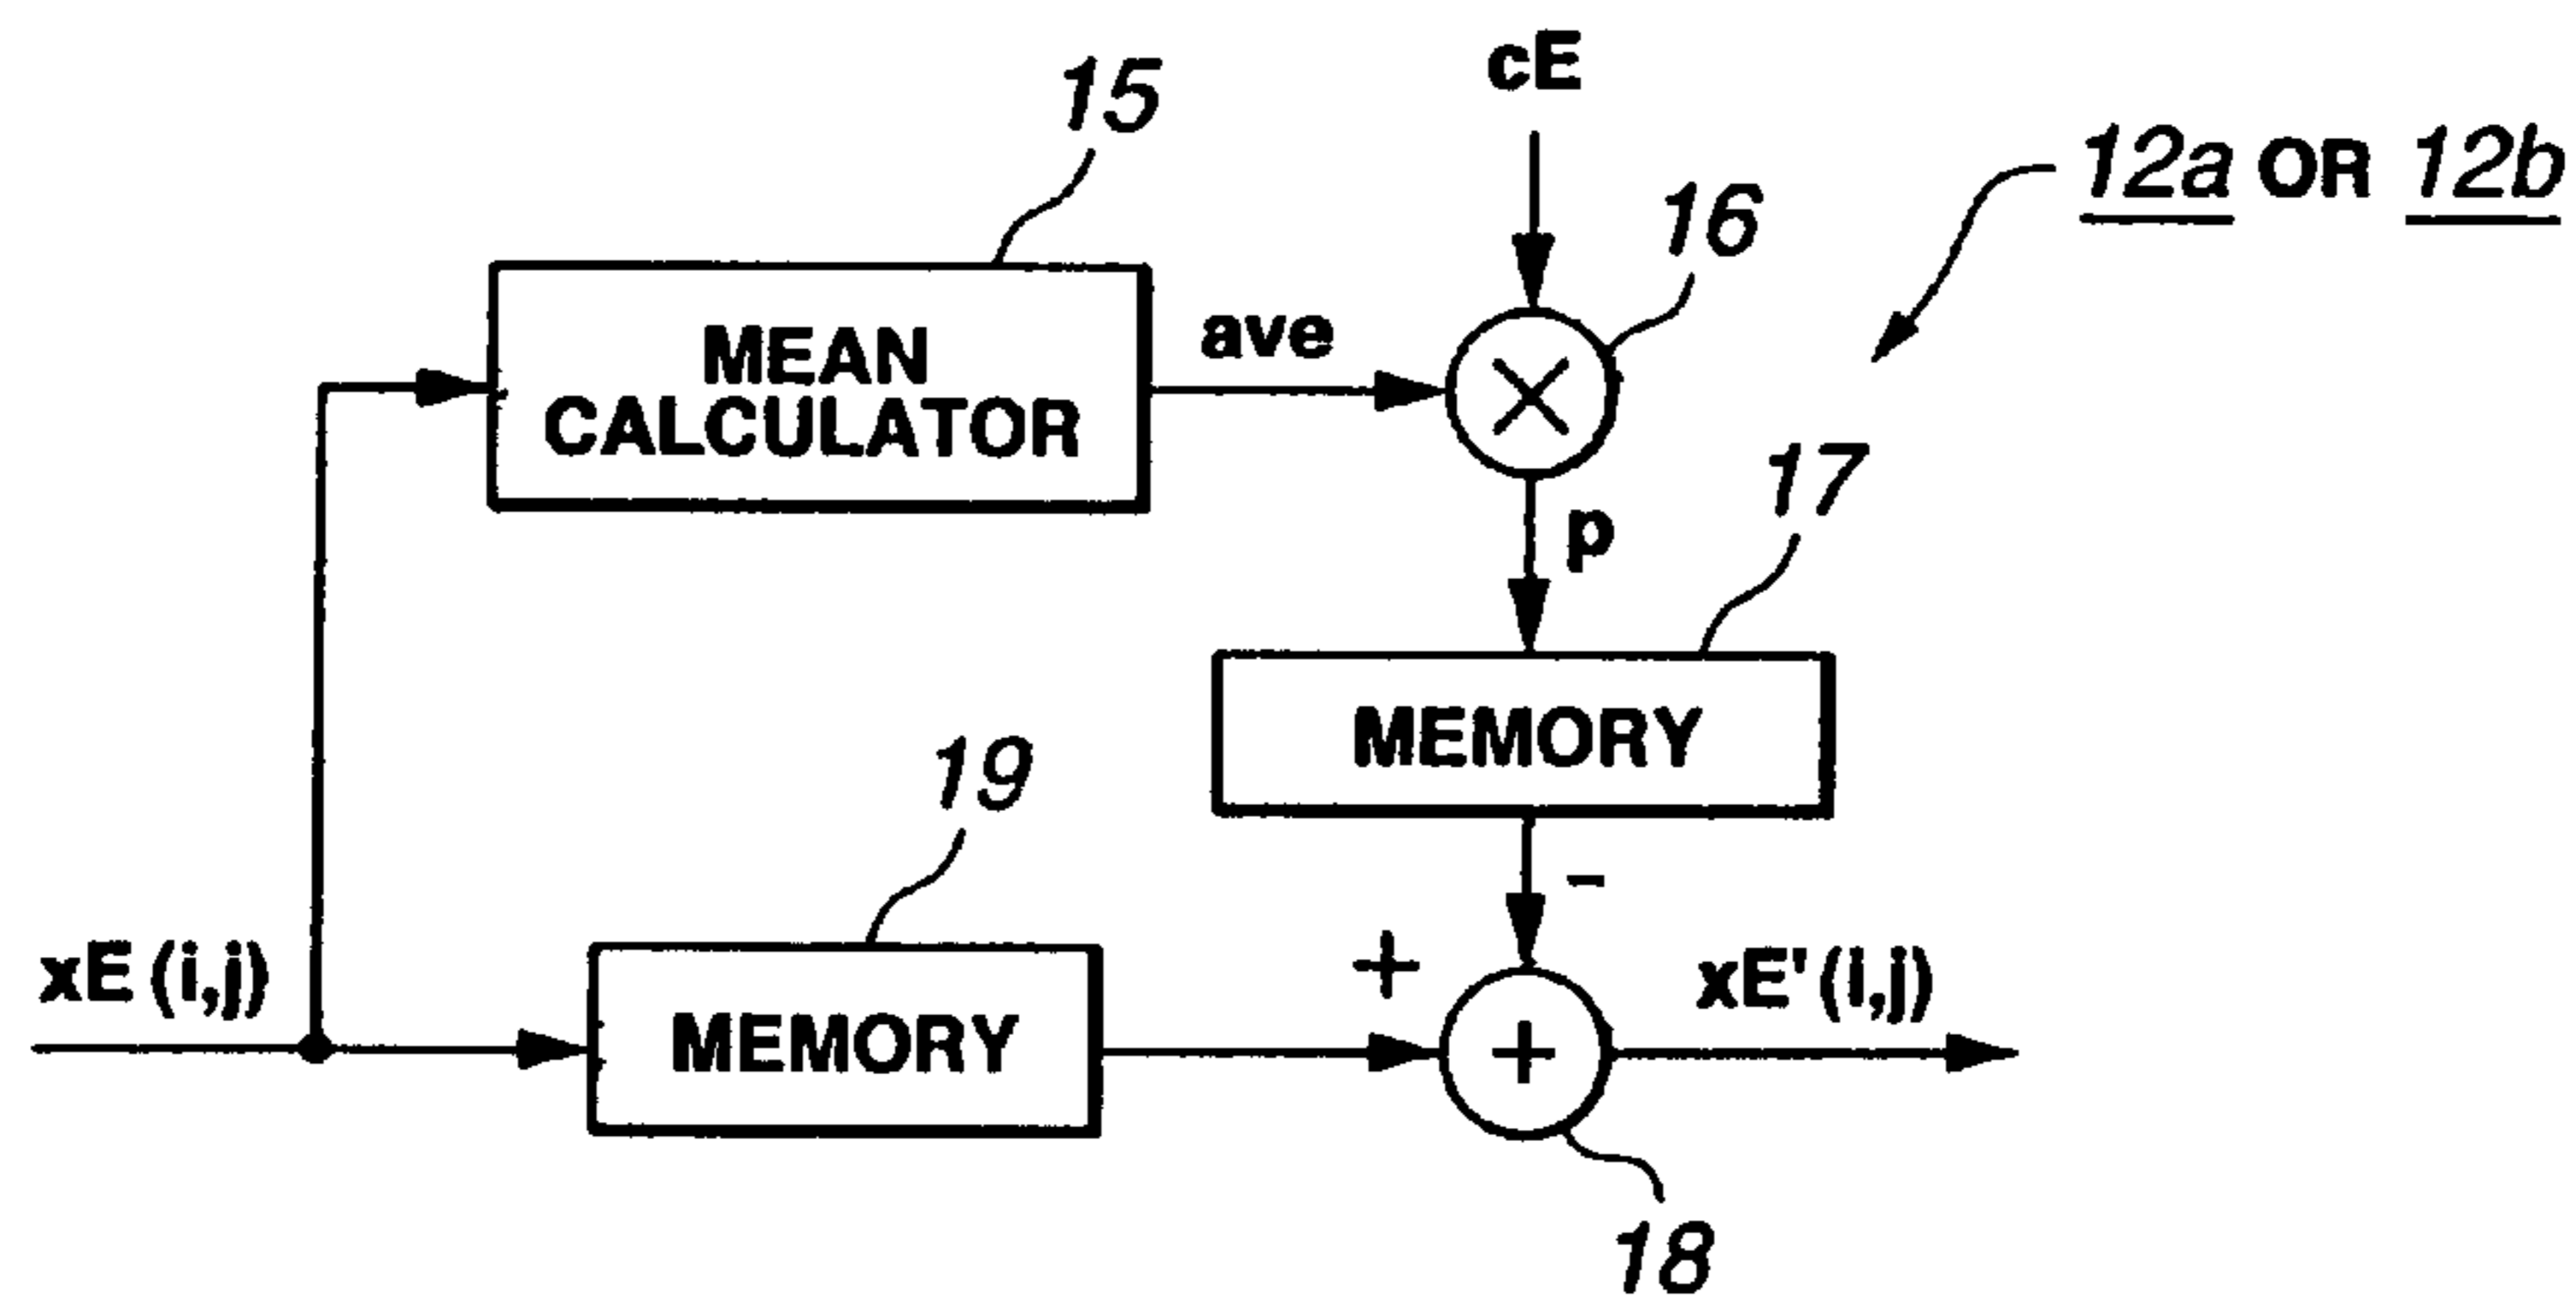 cE
15
12a OR 12b
16
MEAN
CALCULATOR
ave
×
17
p
MEMORY
19
-
+
xE (i,j)
MEMORY
+
xE' (i,j)
18